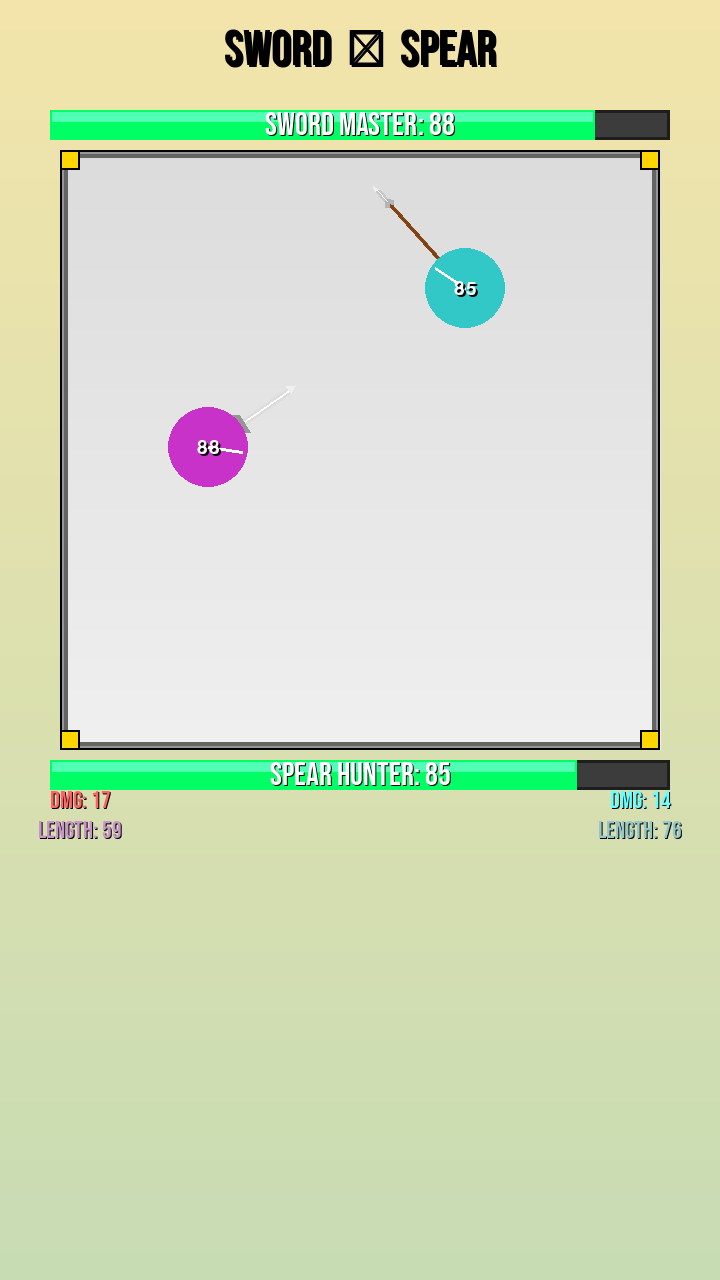 SWORD ☒ SPEAR
SWORD MASTER: 88
85
88
SPEAR HUNTER: 85
DMG: 17
DMG: 14
LENGTH: 59
LENGTH: 76